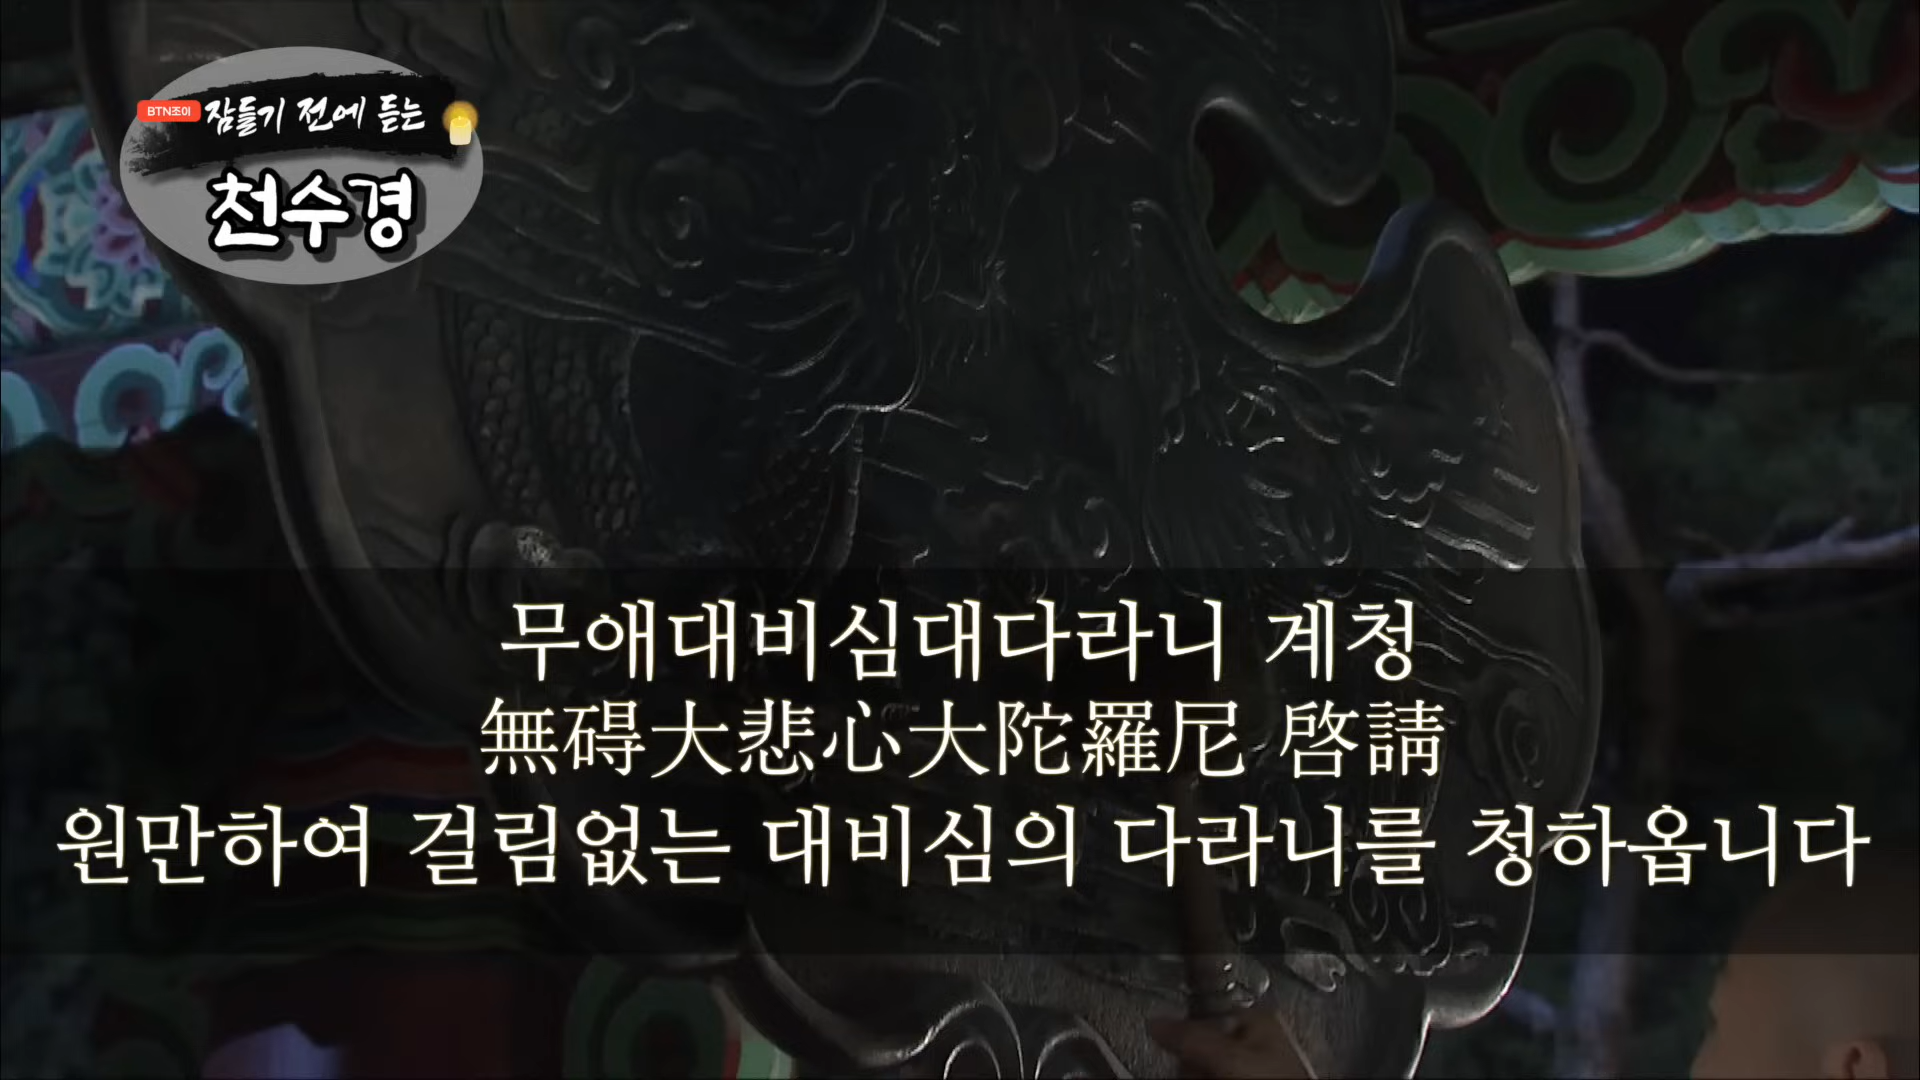 BTN조이 잠들기 전에 듣는
천수경
무애대비심대다라니 계청
無碍大悲心大陀羅尼 啓請
원만하여 걸림없는 대비심의 다라니를 청하옵니다